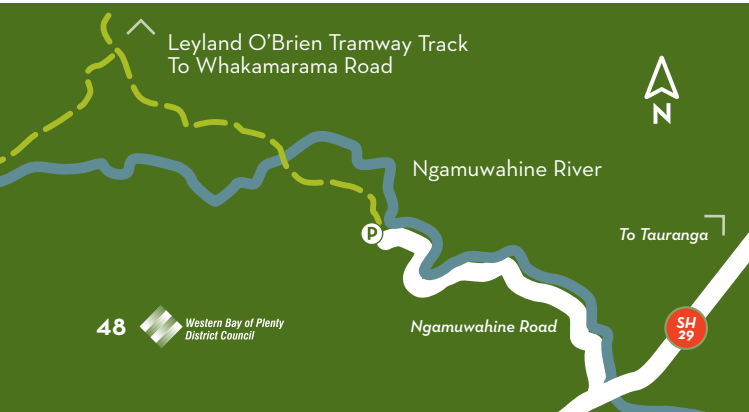 Leyland O'Brien Tramway Track
To Whakamarama Road
N
Ngamuwahine River
To Tauranga
P
SH
29
Ngamuwahine Road
48
Western Bay of Plenty
District Council